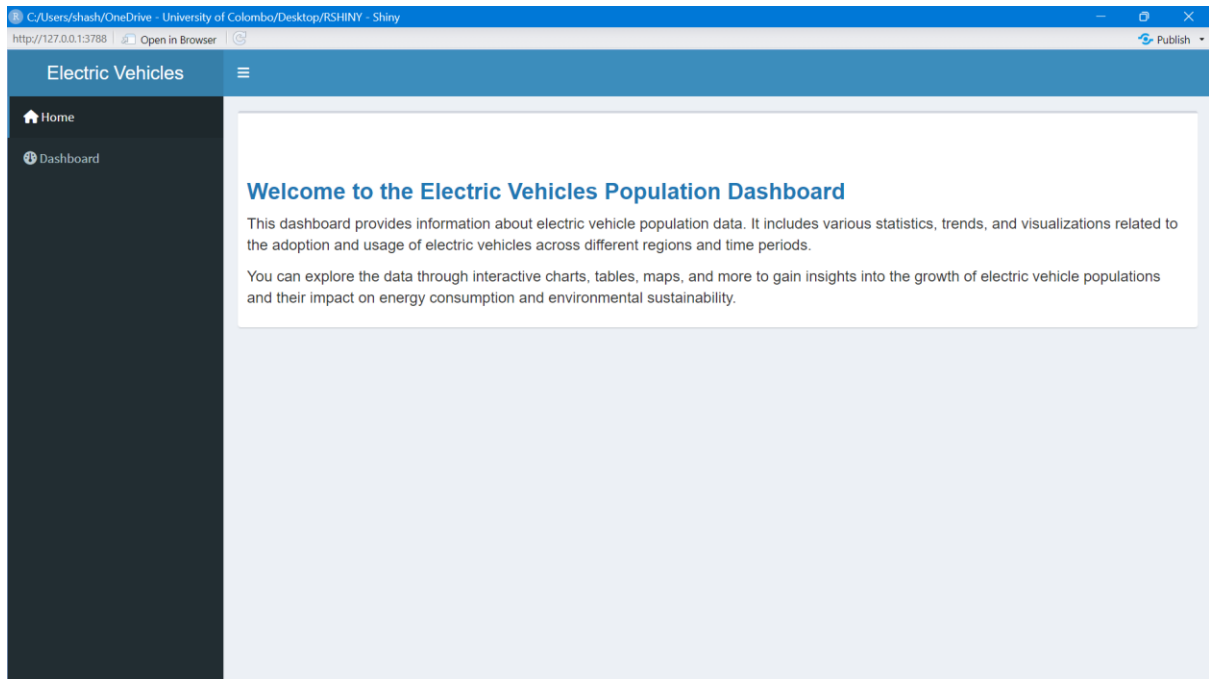 C:/Users/shash/OneDrive - University of Colombo/Desktop/RSHINY - Shiny
http://127.0.0.1:3788 Open in Browser Publish
Electric Vehicles
Home
Dashboard
Welcome to the Electric Vehicles Population Dashboard
This dashboard provides information about electric vehicle population data. It includes various statistics, trends, and visualizations related to
the adoption and usage of electric vehicles across different regions and time periods.
You can explore the data through interactive charts, tables, maps, and more to gain insights into the growth of electric vehicle populations
and their impact on energy consumption and environmental sustainability.